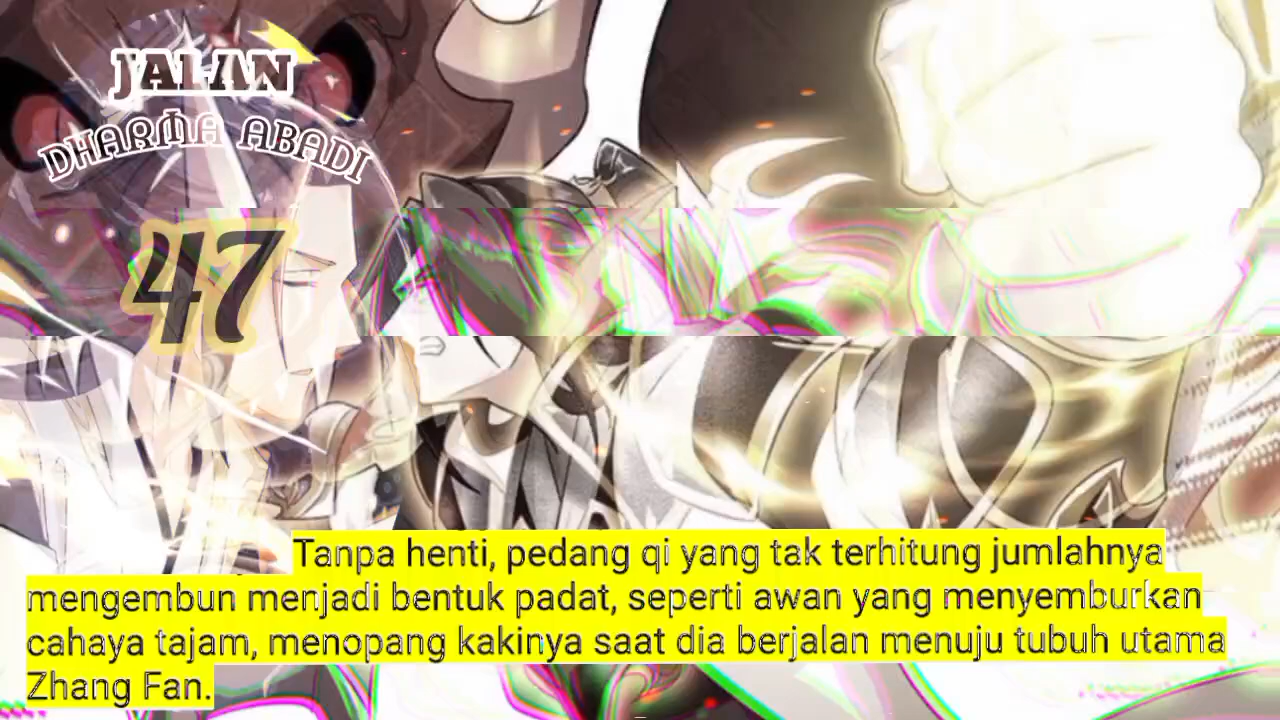 JALAN
DHARMA ABADI
47
Tanpa henti, pedang qi yang tak terhitung jumlahnya
mengembun menjadi bentuk padat, seperti awan yang menyemburkan
cahaya tajam, menopang kakinya saat dia berjalan menuju tubuh utama
Zhang Fan.